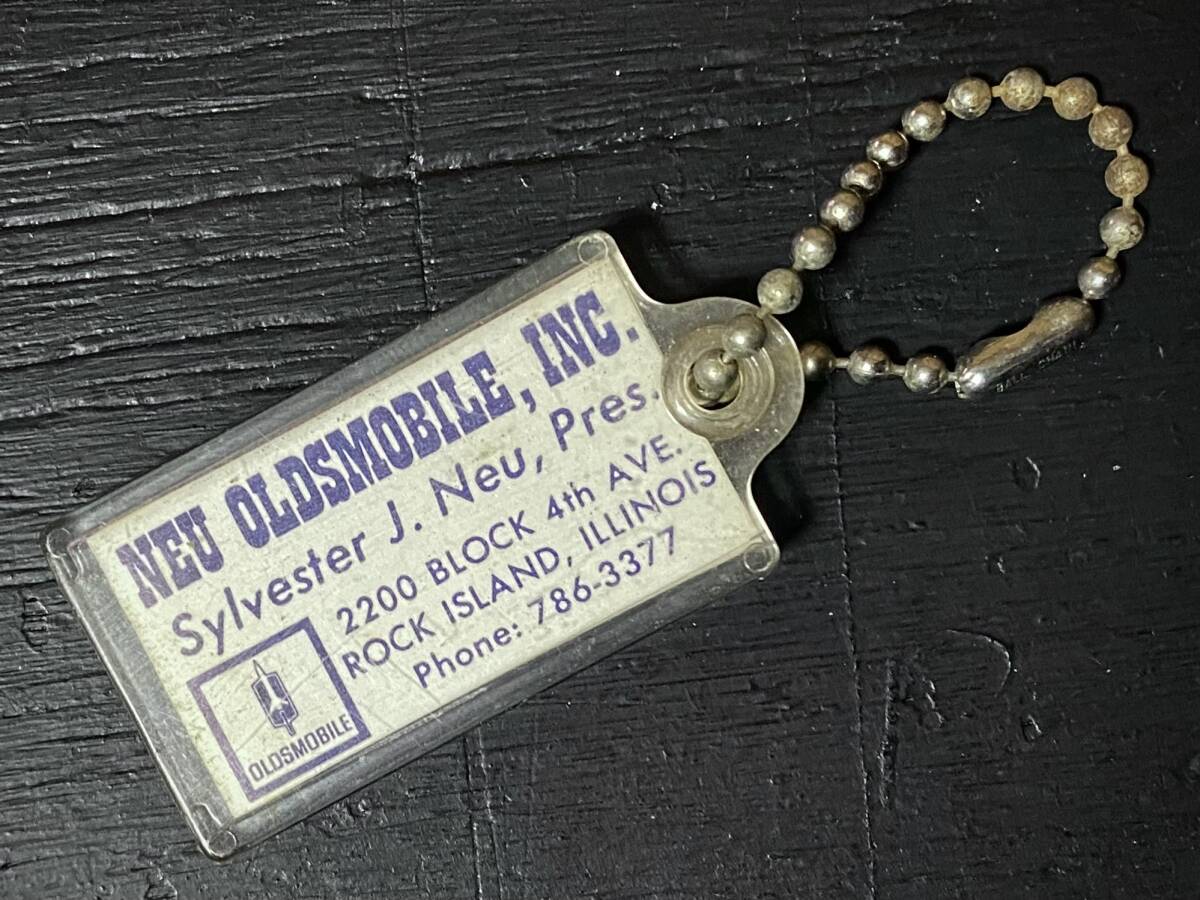 NEU OLDSMOBILE, INC.
Sylvester J. Neu, Pres.
2200 BLOCK 4th AVE.
ROCK ISLAND, ILLINOIS
Phone: 786-3377
OLDSMOBILE